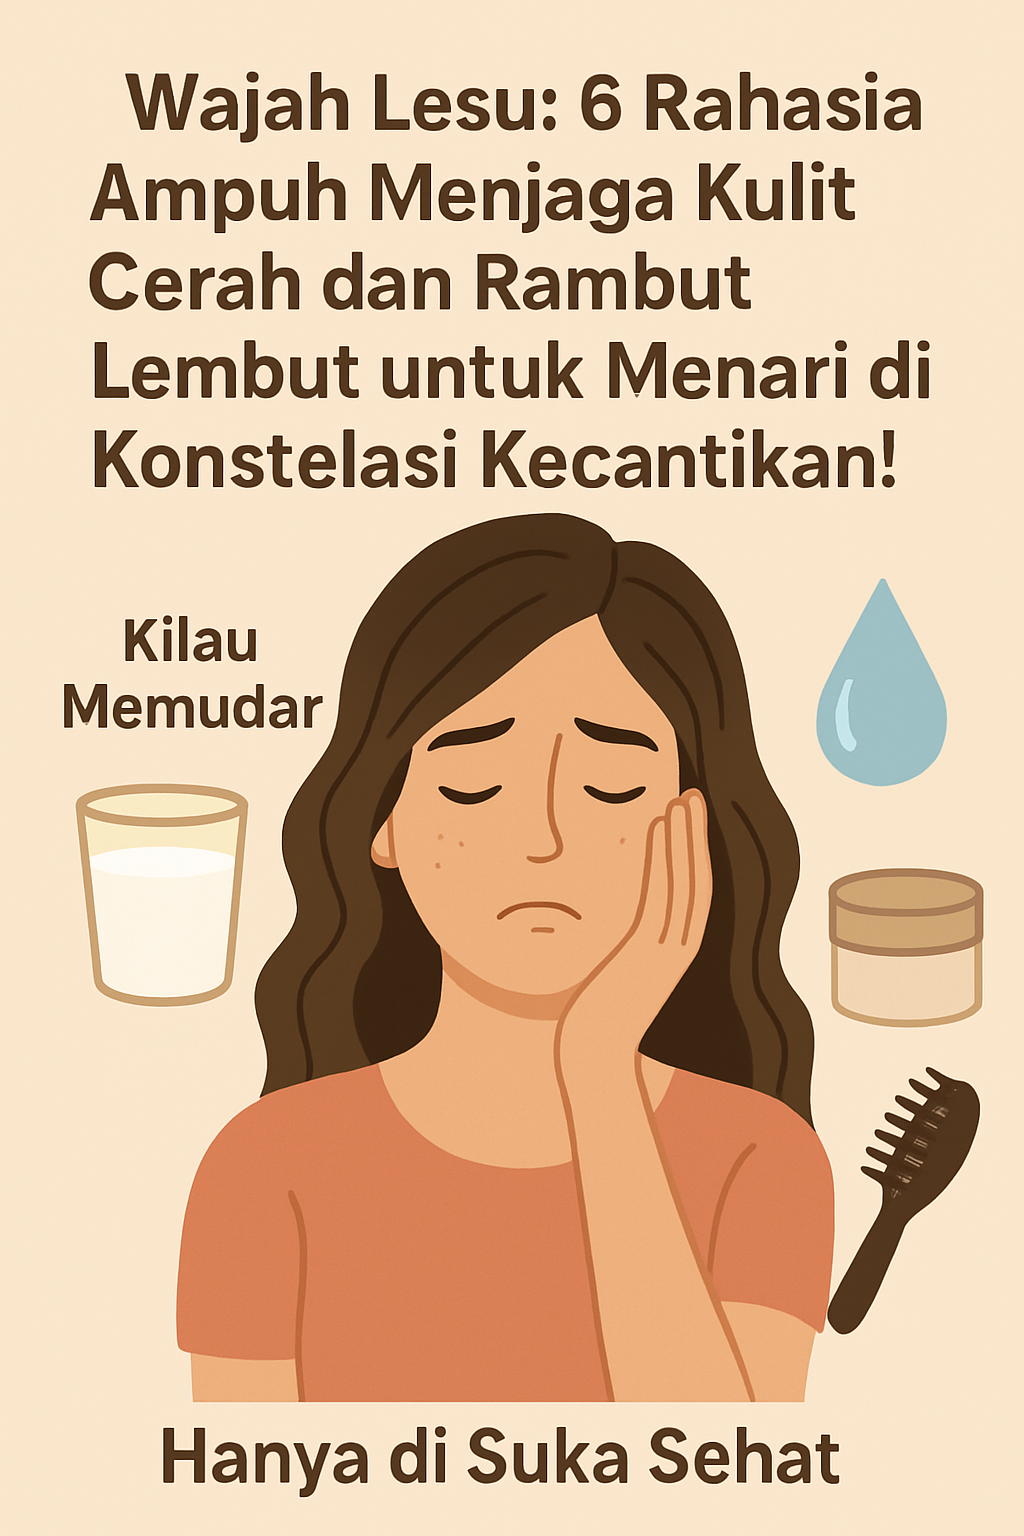 Wajah Lesu: 6 Rahasia
Ampuh Menjaga Kulit
Cerah dan Rambut
Lembut untuk Menari di
Konstelasi Kecantikan!
Kilau
Memudar
Hanya di Suka Sehat